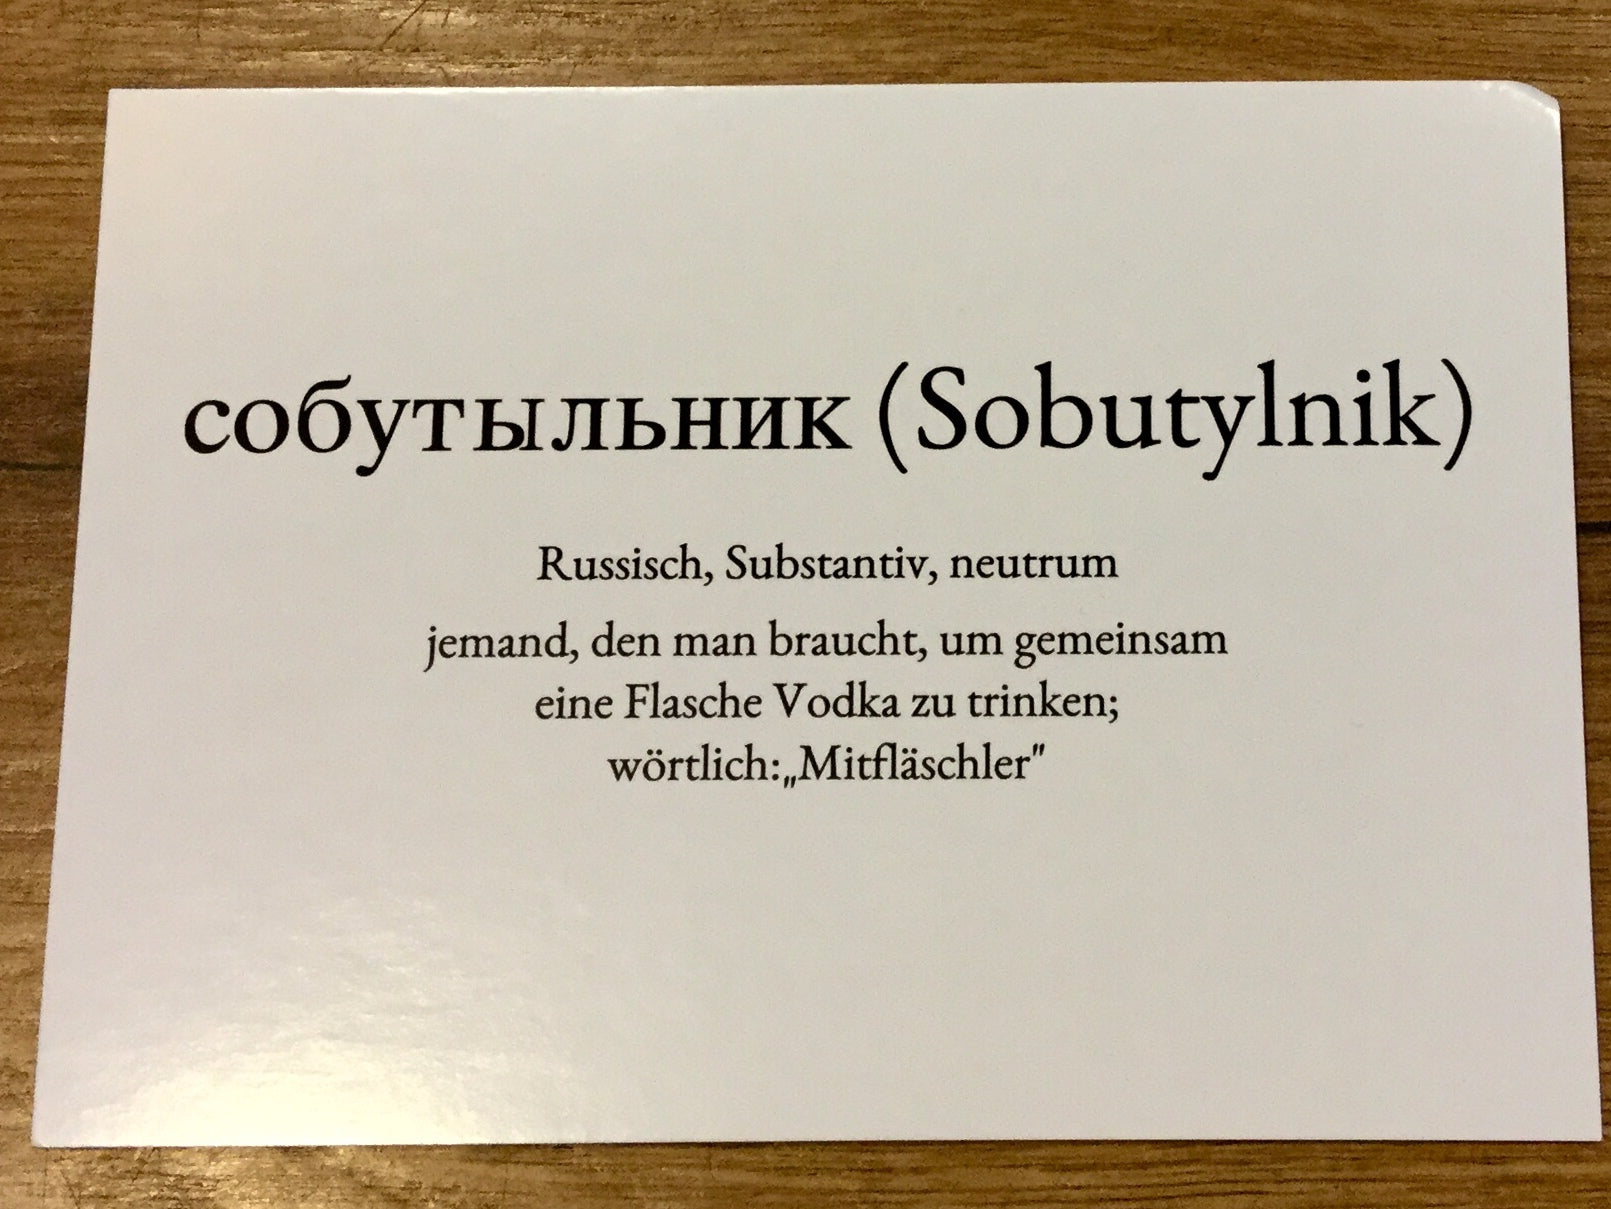 собутыльник (Sobutylnik)
Russisch, Substantiv, neutrum
jemand, den man braucht, um gemeinsam
eine Flasche Vodka zu trinken;
wörtlich:„Mitfläschler"